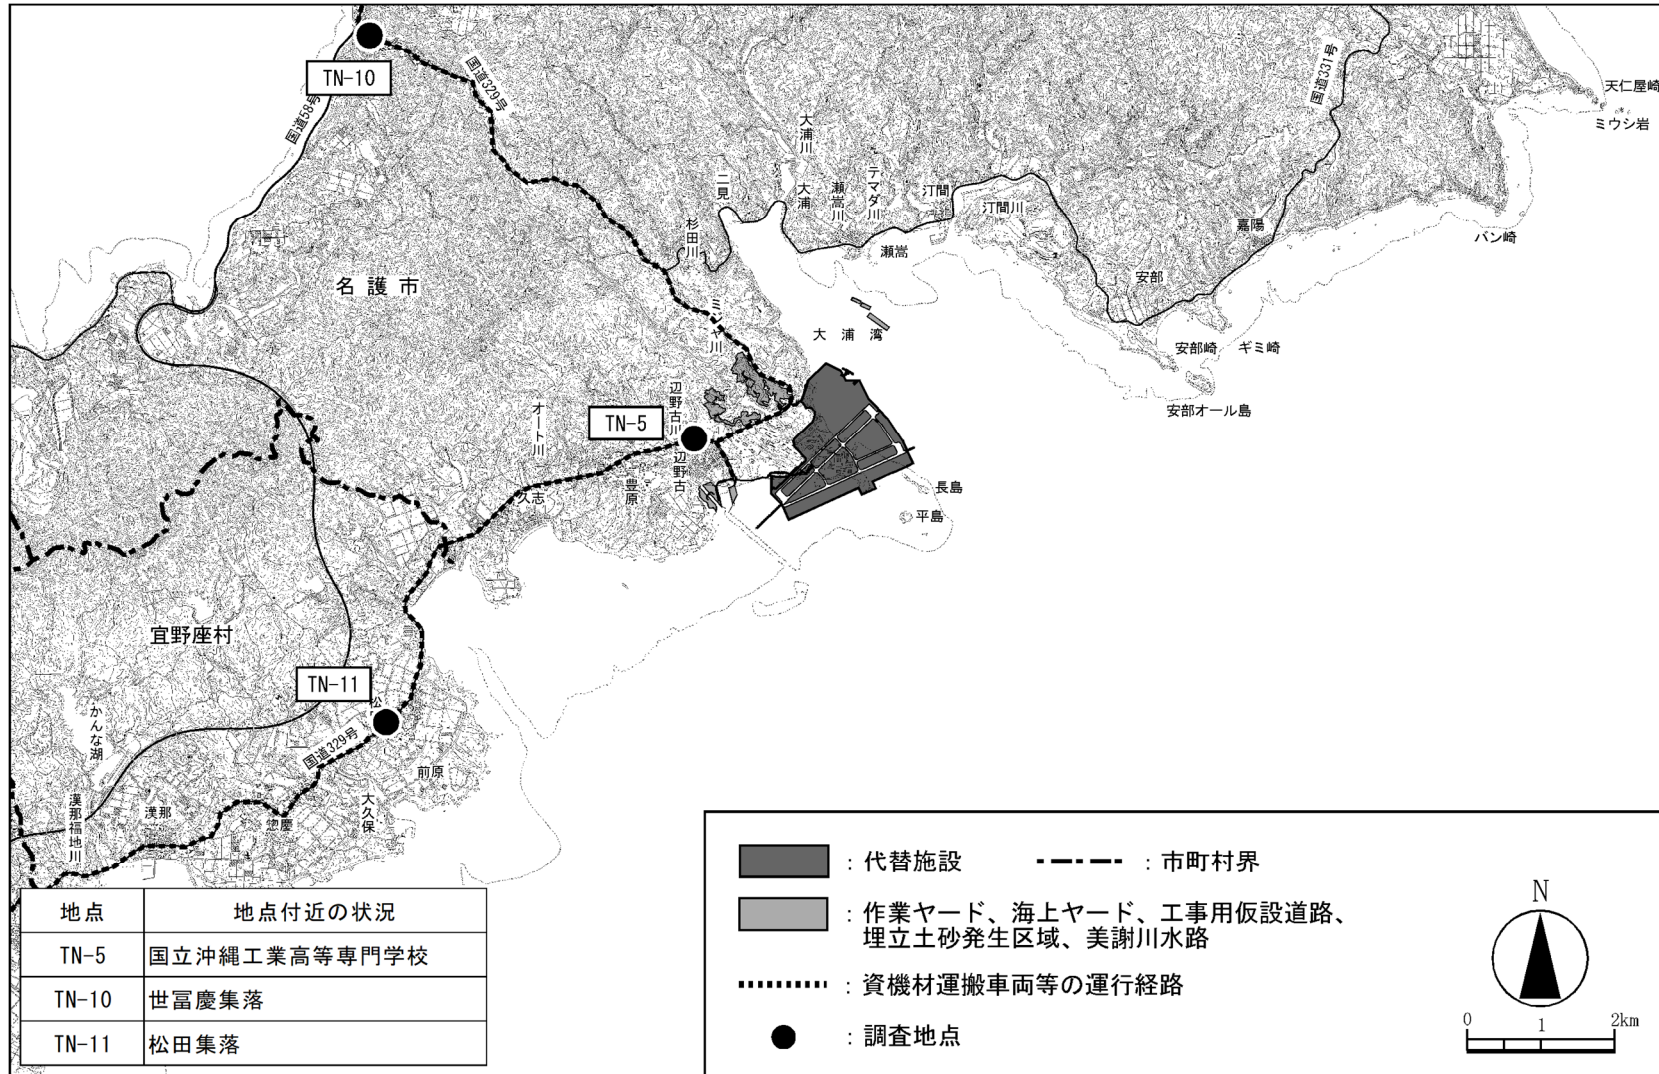 TN-10
国道58号
国道329号
国道331号
天仁屋崎
ミウシ岩
バン崎
大浦川
二見
大浦
瀬嵩川
テマダ川
汀間
汀間川
杉田川
瀬嵩
嘉陽
安部
名護市
大浦湾
安部崎
ギミ崎
安部オール島
辺野古川
オート川
TN-5
辺野古
豊原
久志
長島
平島
宜野座村
TN-11
松
国道329号
かんな湖
前原
大久保
漢那
惣慶
漢那福地川
地点 地点付近の状況
TN-5 国立沖縄工業高等専門学校
TN-10 世冨慶集落
TN-11 松田集落
：代替施設
：市町村界
：作業ヤード、海上ヤード、工事用仮設道路、
埋立土砂発生区域、美謝川水路
：資機材運搬車両等の運行経路
：調査地点
N
0 1 2km